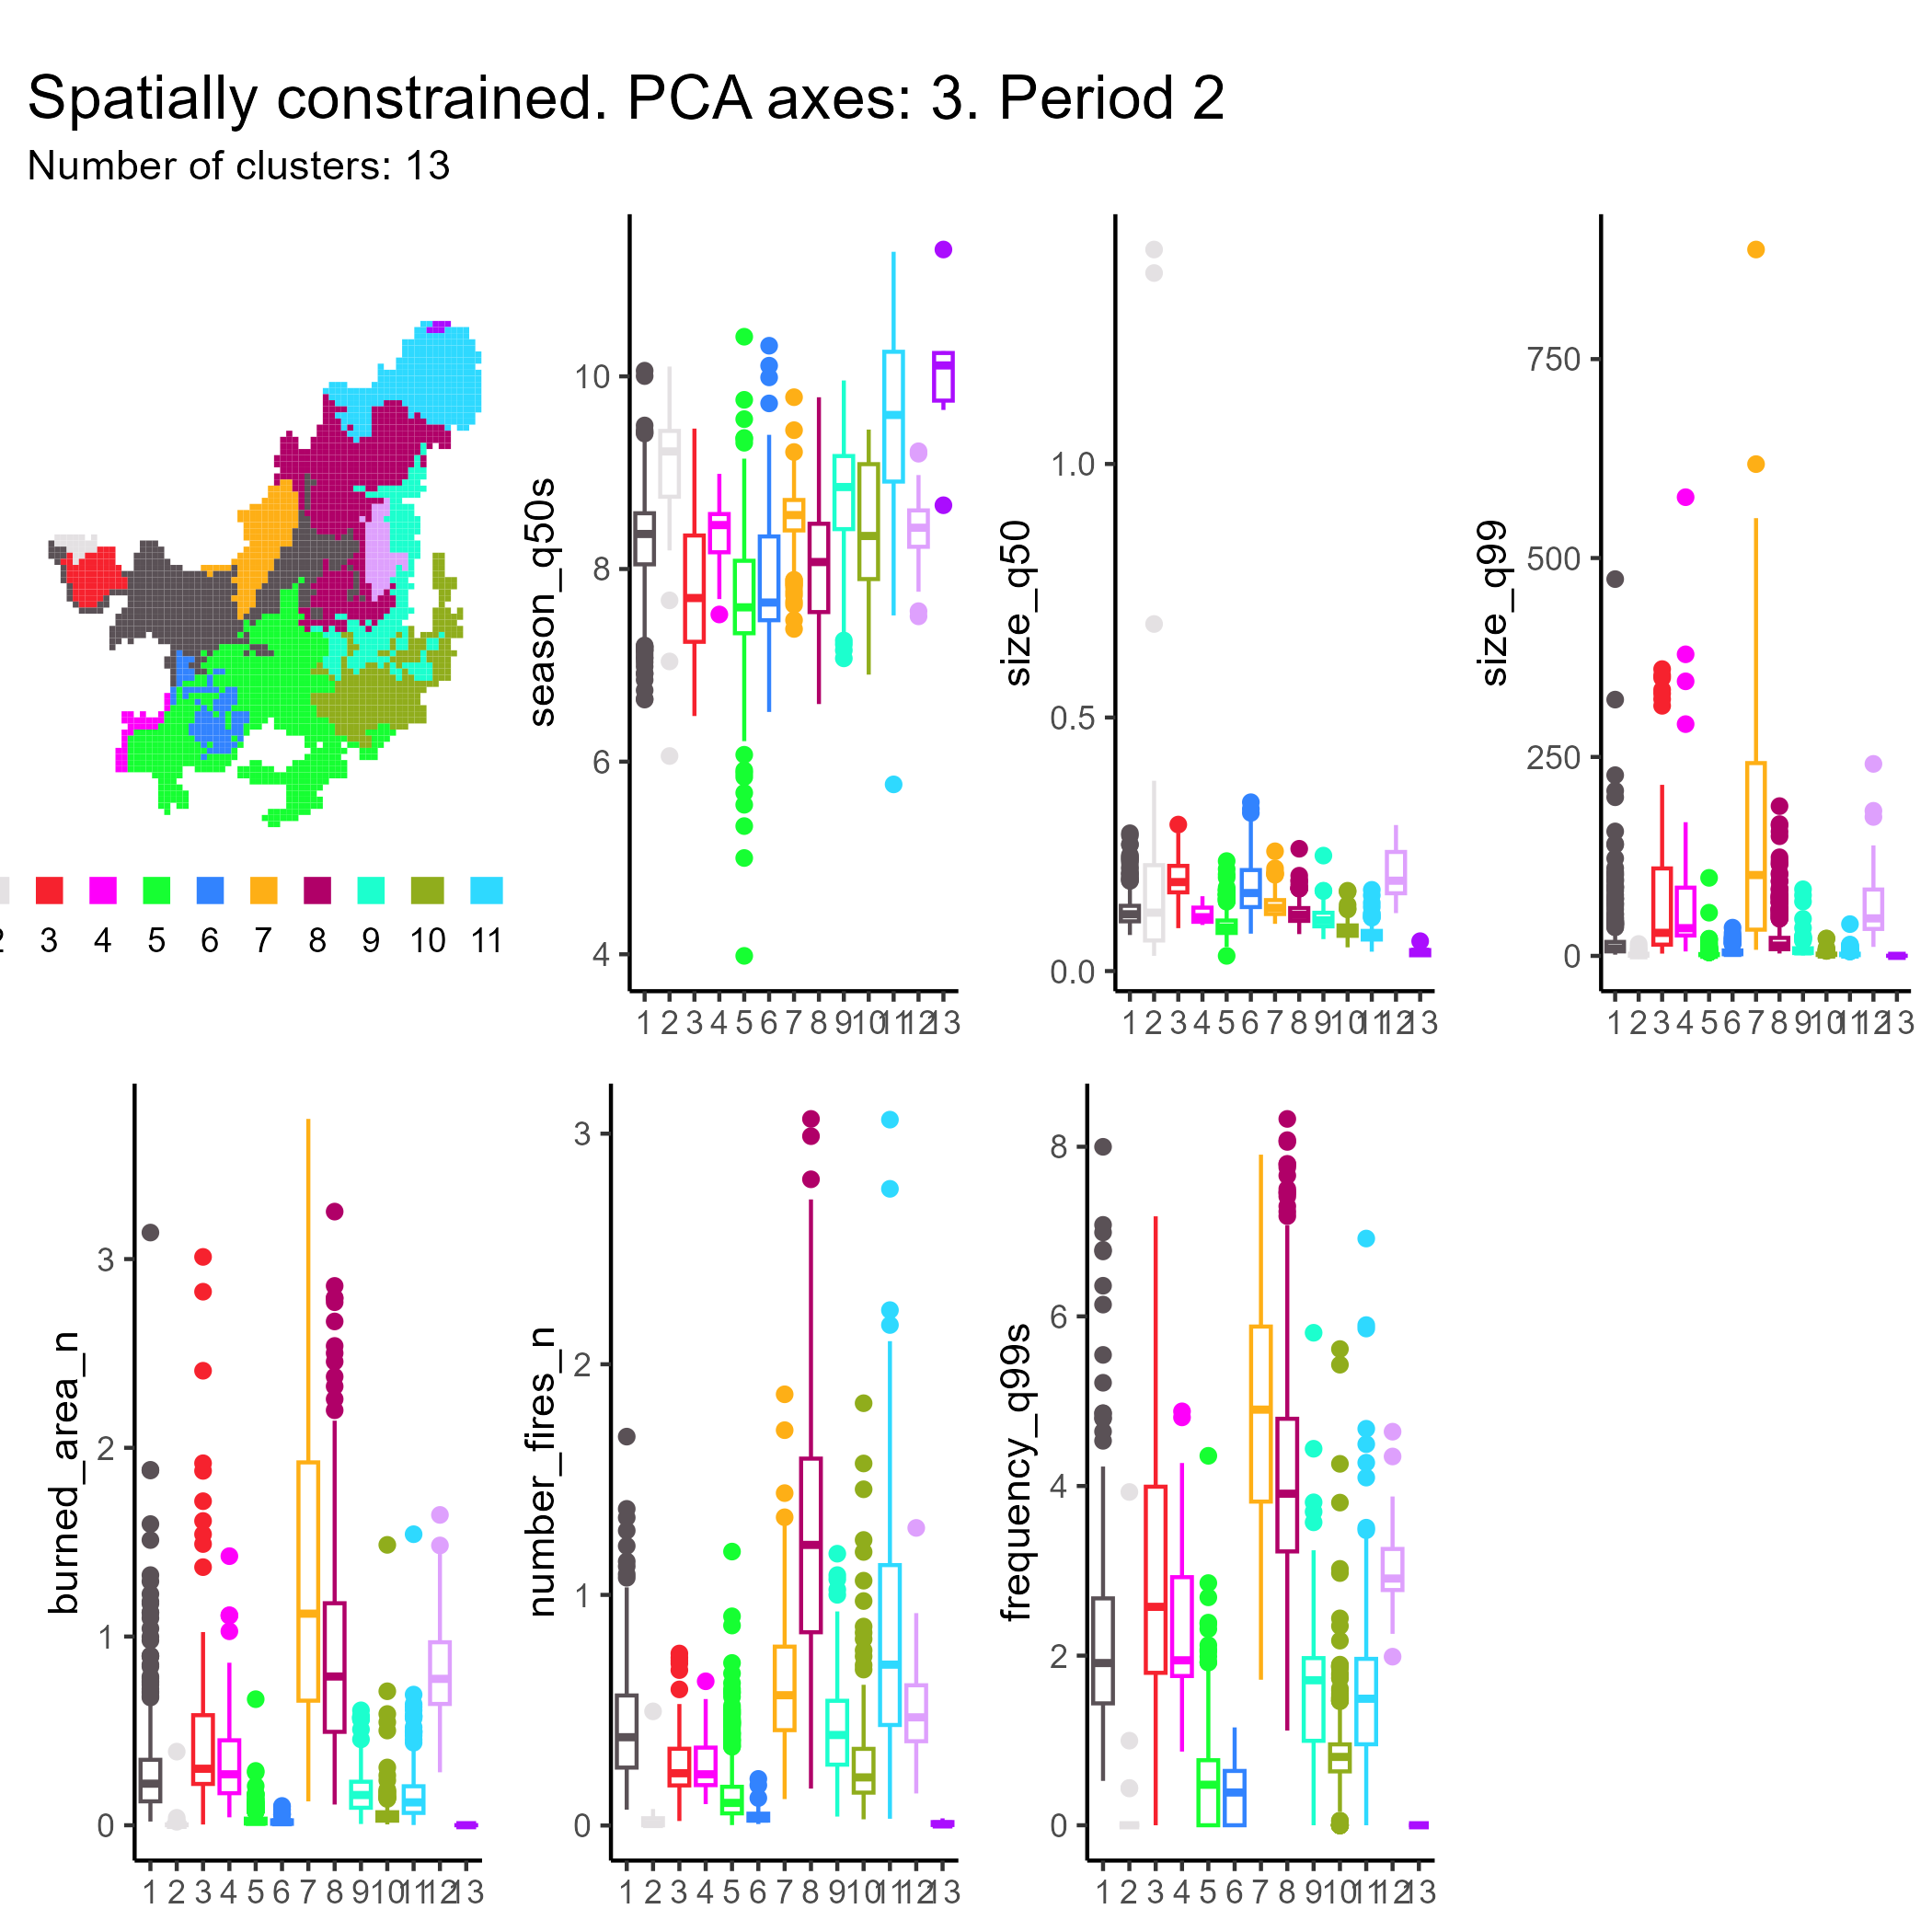 Spatially constrained. PCA axes: 3. Period 2
Number of clusters: 13
season_q50s
10
8
6
4
1 2 3 4 5 6 7 8 9 10 11 12 13
size_q50
1.0
0.5
0.0
1 2 3 4 5 6 7 8 9 10 11 12 13
size_q99
750
500
250
0
1 2 3 4 5 6 7 8 9 10 11 12 13
2 3 4 5 6 7 8 9 10 11
burned_area_n
3
2
1
0
1 2 3 4 5 6 7 8 9 10 11 12 13
number_fires_n
3
2
1
0
1 2 3 4 5 6 7 8 9 10 11 12 13
frequency_q99s
8
6
4
2
0
1 2 3 4 5 6 7 8 9 10 11 12 13